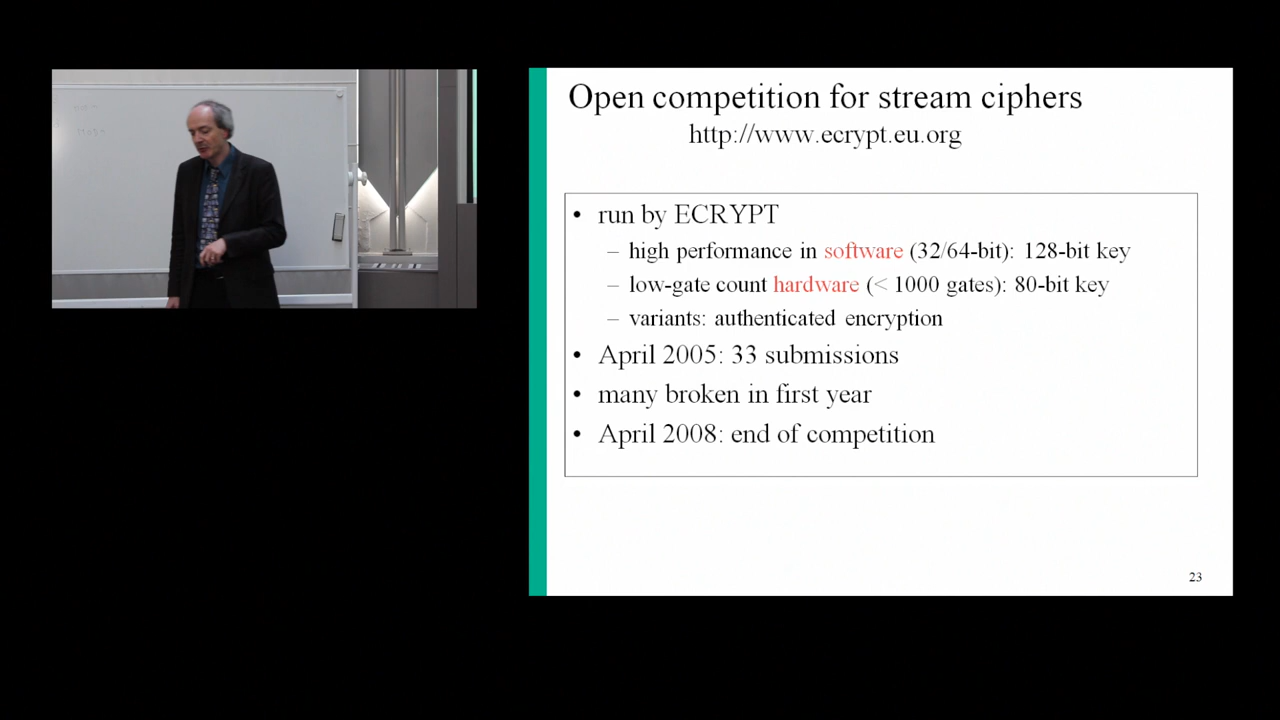 Open competition for stream ciphers
http://www.ecrypt.eu.org
• run by ECRYPT
– high performance in software (32/64-bit): 128-bit key
– low-gate count hardware (< 1000 gates): 80-bit key
– variants: authenticated encryption
• April 2005: 33 submissions
• many broken in first year
• April 2008: end of competition
23